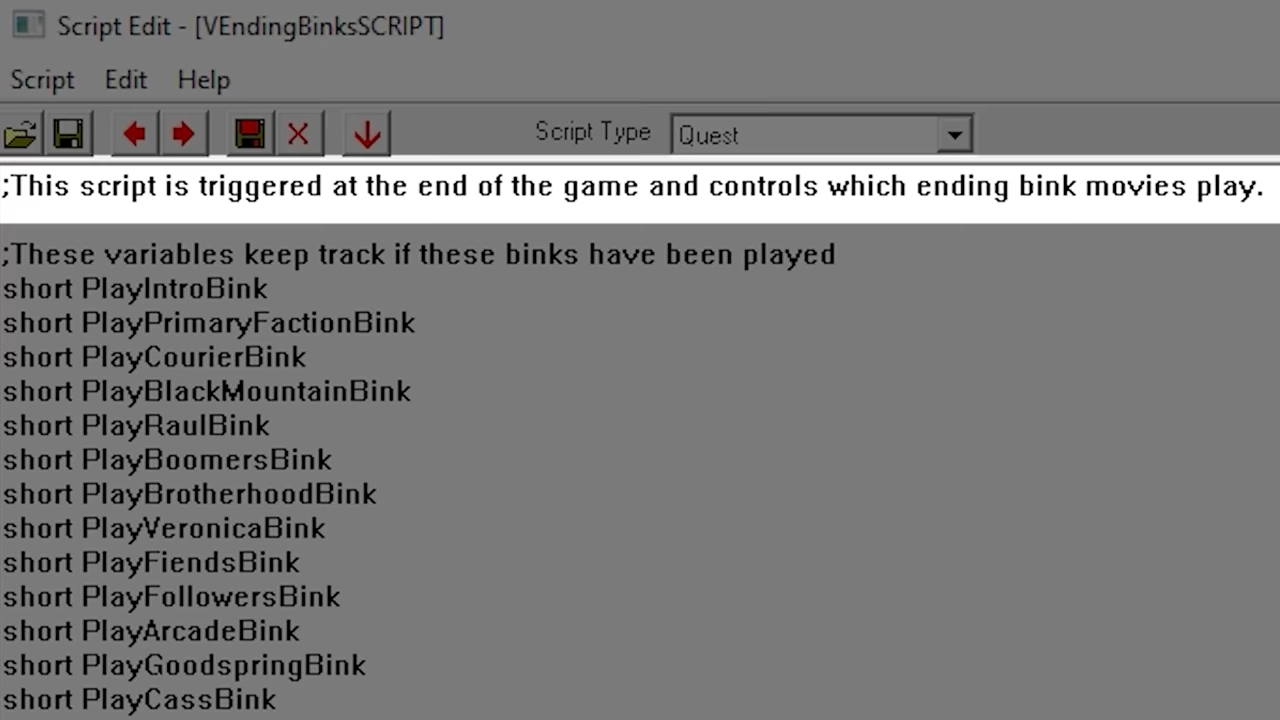 Script Edit - [VEndingBinksSCRIPT]
Script Edit Help
Script Type Quest
;This script is triggered at the end of the game and controls which ending bink movies play.
;These variables keep track if these binks have been played
short PlayIntroBink
short PlayPrimaryFactionBink
short PlayCourierBink
short PlayBlackMountainBink
short PlayRaulBink
short PlayBoomersBink
short PlayBrotherhoodBink
short PlayVeronicaBink
short PlayFiendsBink
short PlayFollowersBink
short PlayArcadeBink
short PlayGoodspringBink
short PlayCassBink